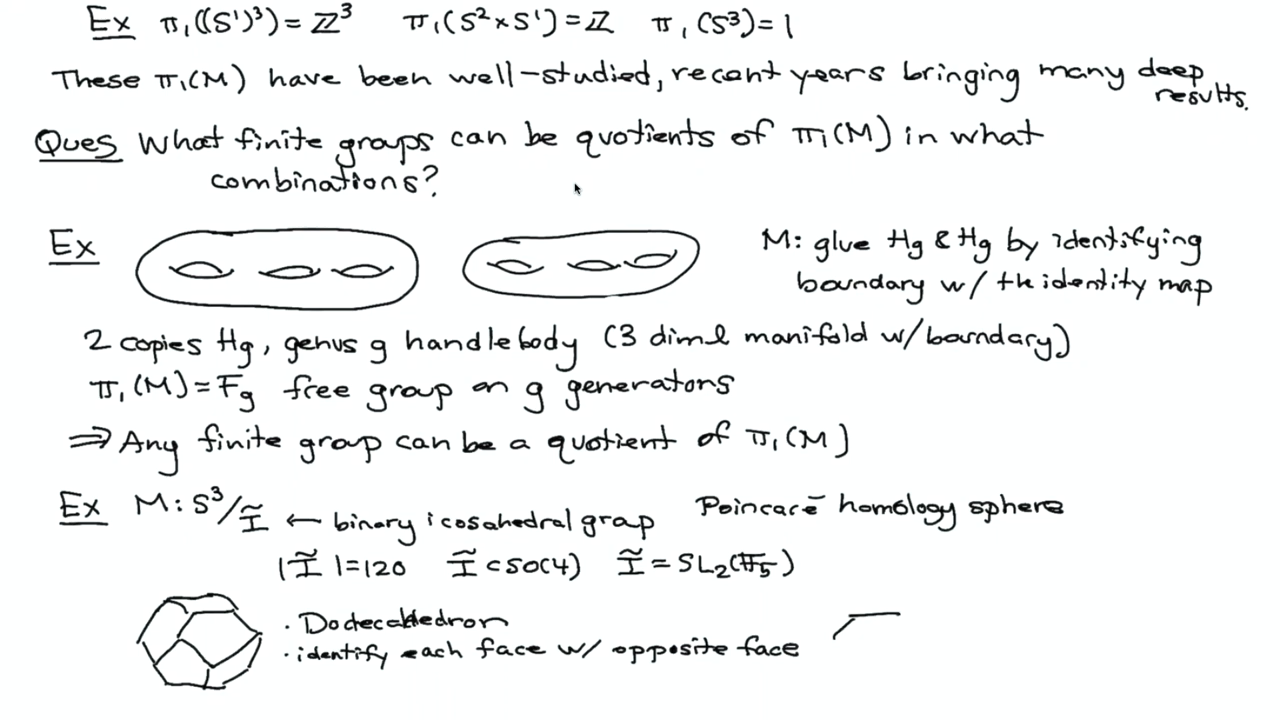 Ex π₁((S¹)³) = ℤ³ π₁(S²×S¹) = ℤ π₁(S³) = 1
These π₁(M) have been well-studied, recent years bringing many deep
results.
Ques What finite groups can be quotients of π₁(M) in what
combinations?
Ex M: glue Hg & Hg by identifying
boundary w/ the identity map
2 copies Hg, genus g handlebody (3 dim'l manifold w/ boundary)
π₁(M) = Fg free group on g generators
⇒ Any finite group can be a quotient of π₁(M)
Ex M: S³/Ĩ ← binary icosahedral group Poincaré homology sphere
|Ĩ| = 120 Ĩ ⊂ SO(4) Ĩ = SL₂(𝔽₅)
· Dodecahedron
· identify each face w/ opposite face